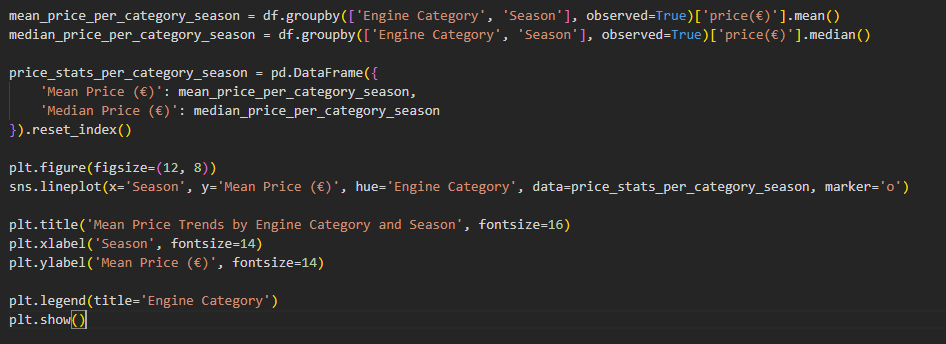 mean_price_per_category_season = df.groupby(['Engine Category', 'Season'], observed=True)['price(€)'].mean()
median_price_per_category_season = df.groupby(['Engine Category', 'Season'], observed=True)['price(€)'].median()

price_stats_per_category_season = pd.DataFrame({
    'Mean Price (€)': mean_price_per_category_season,
    'Median Price (€)': median_price_per_category_season
}).reset_index()

plt.figure(figsize=(12, 8))
sns.lineplot(x='Season', y='Mean Price (€)', hue='Engine Category', data=price_stats_per_category_season, marker='o')

plt.title('Mean Price Trends by Engine Category and Season', fontsize=16)
plt.xlabel('Season', fontsize=14)
plt.ylabel('Mean Price (€)', fontsize=14)

plt.legend(title='Engine Category')
plt.show()